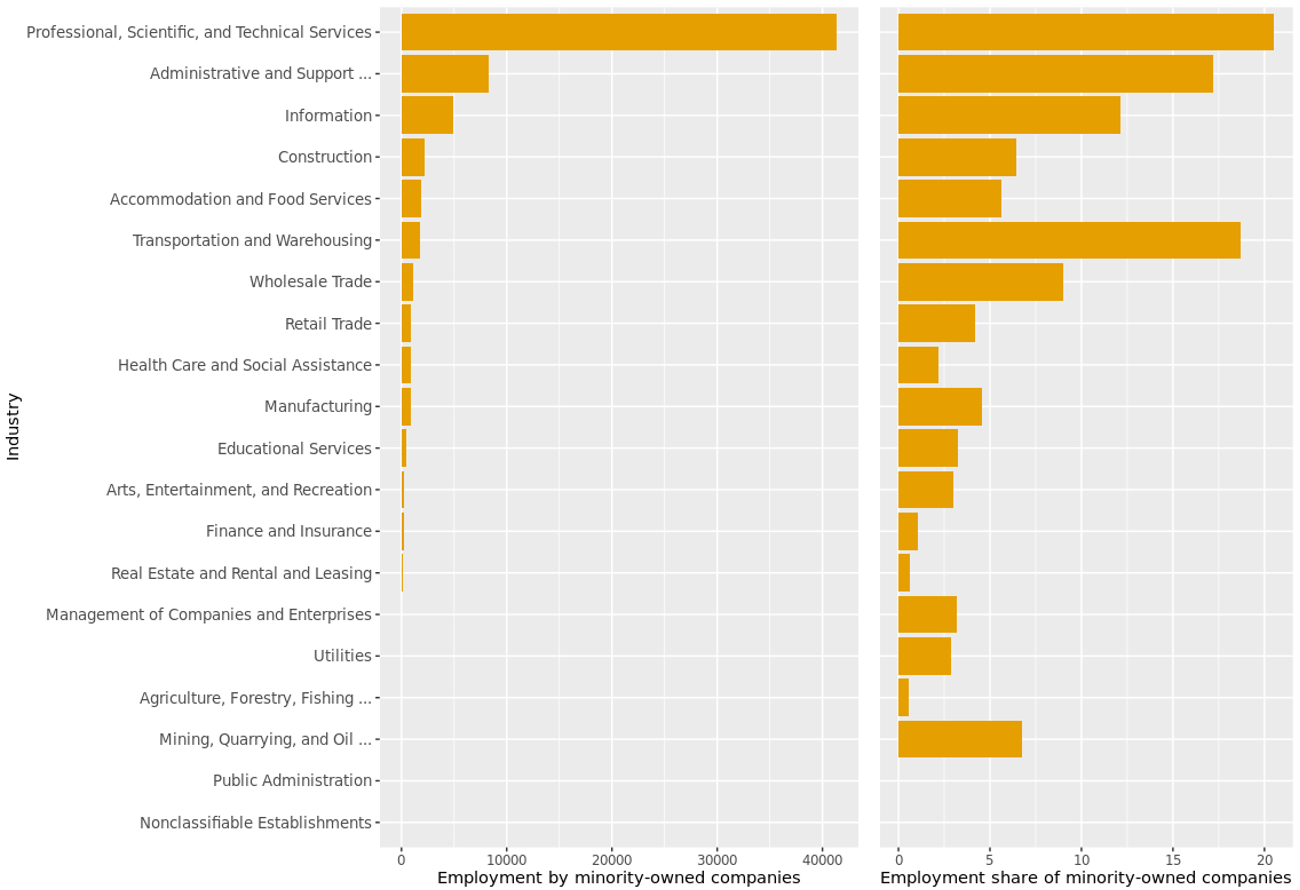 Professional, Scientific, and Technical Services
Administrative and Support ...
Information
Construction
Accommodation and Food Services
Transportation and Warehousing
Wholesale Trade
Retail Trade
Health Care and Social Assistance
Manufacturing
Educational Services
Arts, Entertainment, and Recreation
Finance and Insurance
Real Estate and Rental and Leasing
Management of Companies and Enterprises
Utilities
Agriculture, Forestry, Fishing ...
Mining, Quarrying, and Oil ...
Public Administration
Nonclassifiable Establishments
Industry
0 10000 20000 30000 40000
Employment by minority-owned companies
0 5 10 15 20
Employment share of minority-owned companies